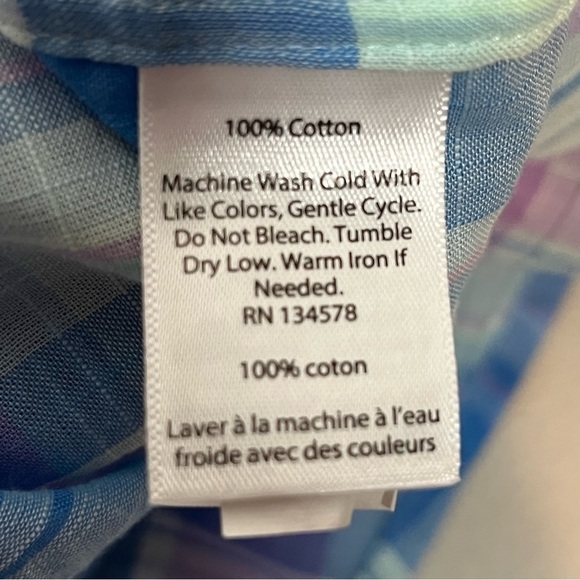 100% Cotton
Machine Wash Cold With
Like Colors, Gentle Cycle.
Do Not Bleach. Tumble
Dry Low. Warm Iron If
Needed.
RN 134578
100% coton
Laver à la machine à l'eau
froide avec des couleurs